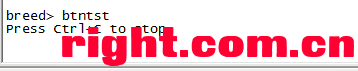 breed> btntst
Press Ctrl+C to stop
right.com.cn